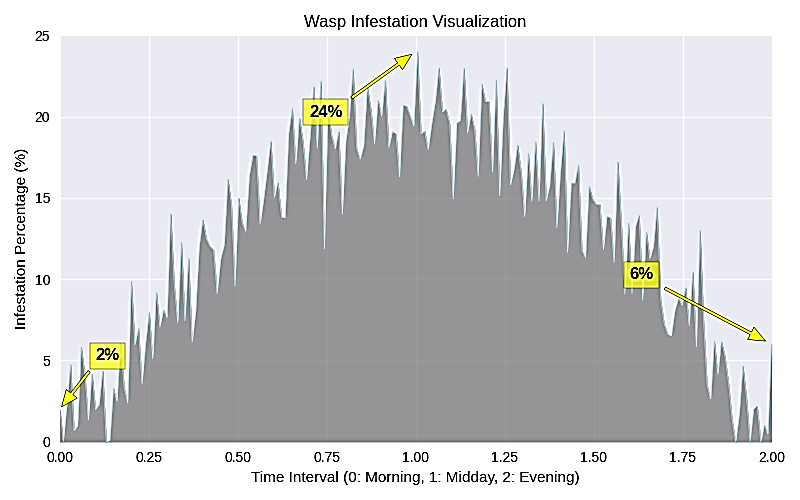 Wasp Infestation Visualization
25
20
15
10
5
0
Infestation Percentage (%)
24%
6%
2%
0.00 0.25 0.50 0.75 1.00 1.25 1.50 1.75 2.00
Time Interval (0: Morning, 1: Midday, 2: Evening)